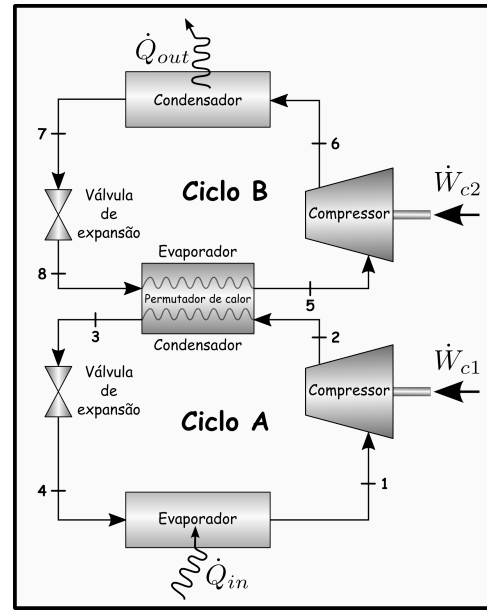 Q̇out
Condensador
7
6
Válvula
de
expansão
Ciclo B
Compressor
Ẇc2
8
Evaporador
Permutador de calor
5
3
Condensador
2
Válvula
de
expansão
Compressor
Ẇc1
Ciclo A
4
1
Evaporador
Q̇in